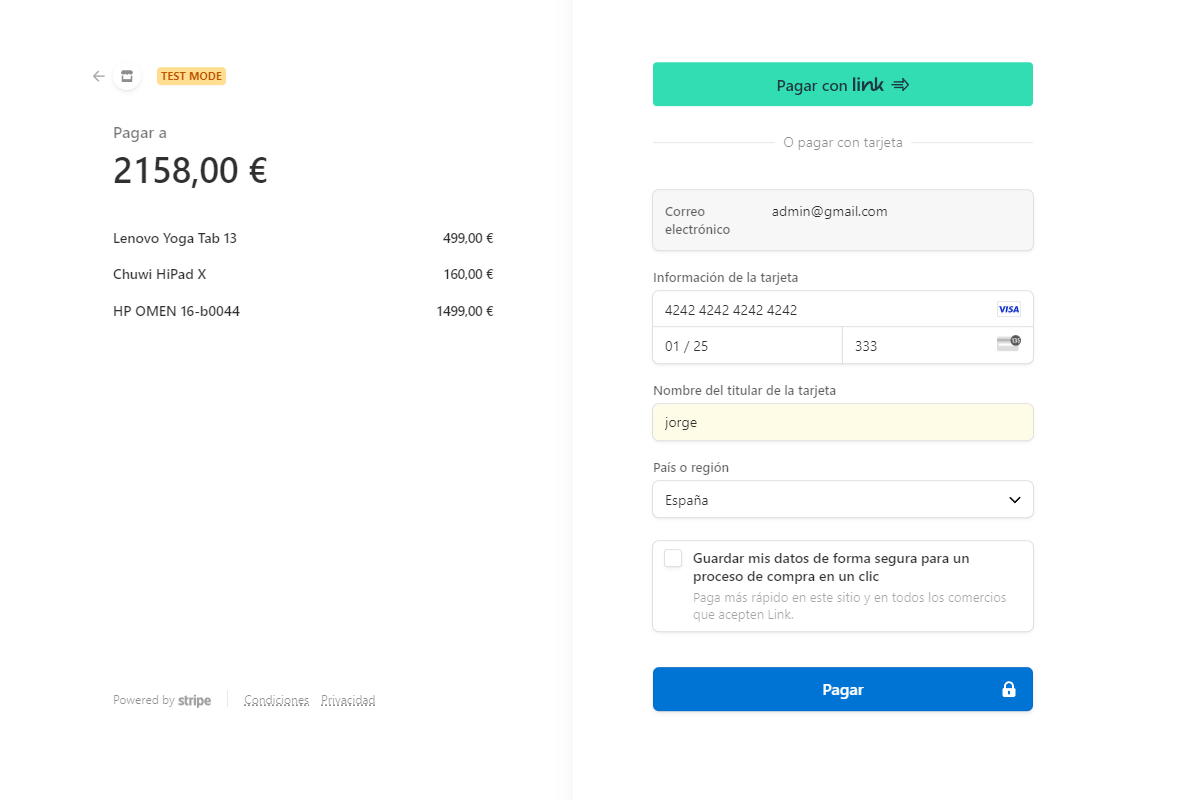 TEST MODE
Pagar a
2158,00 €
Lenovo Yoga Tab 13 499,00 €
Chuwi HiPad X 160,00 €
HP OMEN 16-b0044 1499,00 €
Powered by stripe Condiciones Privacidad
Pagar con link
O pagar con tarjeta
Correo electrónico admin@gmail.com
Información de la tarjeta
4242 4242 4242 4242 VISA
01 / 25 333 135
Nombre del titular de la tarjeta
jorge
País o región
España
Guardar mis datos de forma segura para un
proceso de compra en un clic
Paga más rápido en este sitio y en todos los comercios
que acepten Link.
Pagar